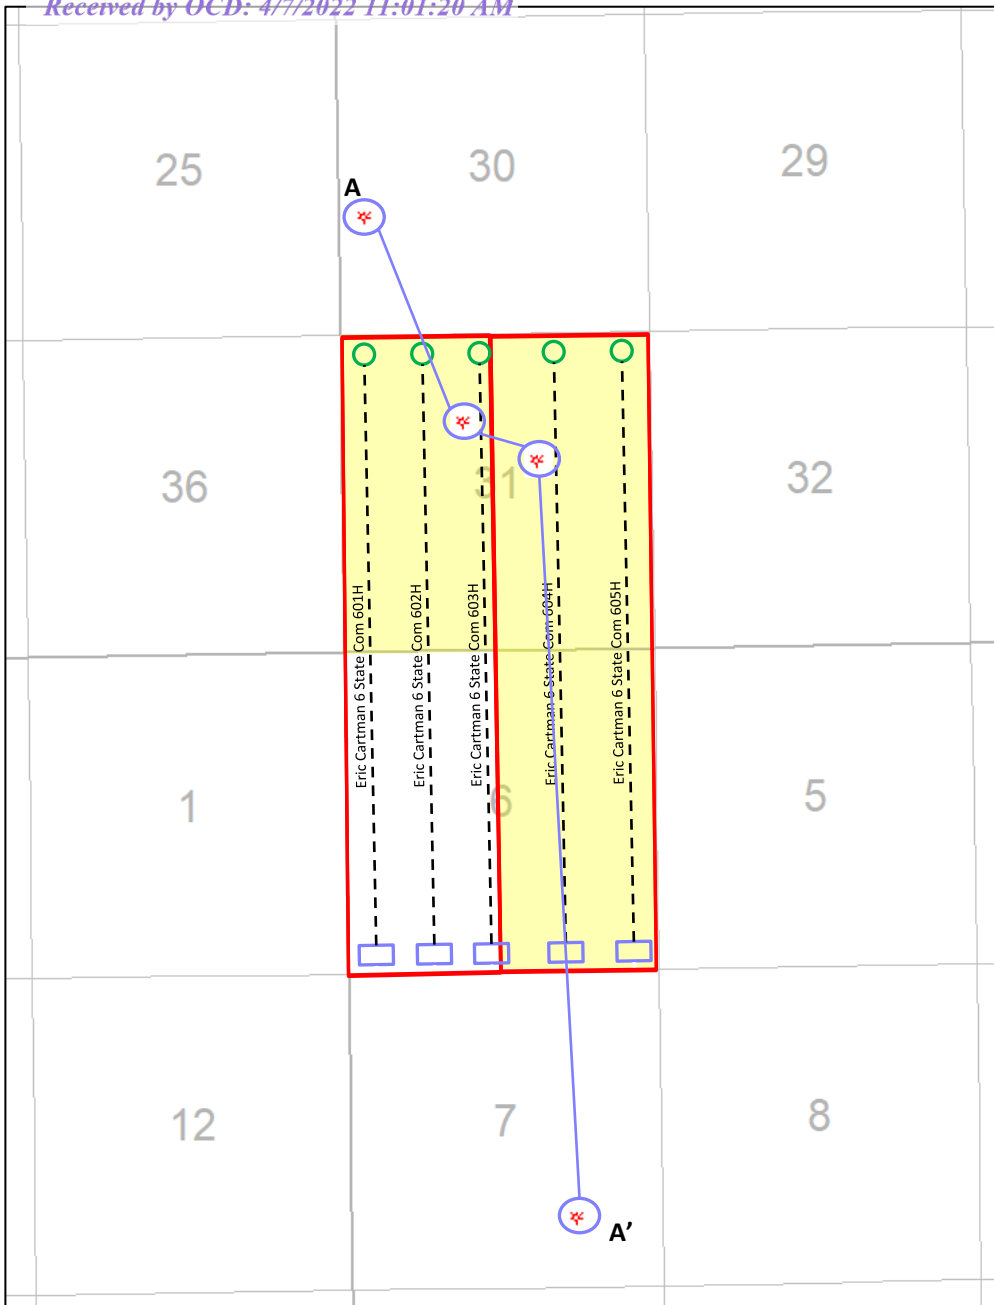 Received by OCD: 4/7/2022 11:01:20 AM
25
30
29
A
36
31
32
Eric Cartman 6 State Com 601H
Eric Cartman 6 State Com 602H
Eric Cartman 6 State Com 603H
Eric Cartman 6 State Com 604H
Eric Cartman 6 State Com 605H
1
6
5
12
7
8
A’